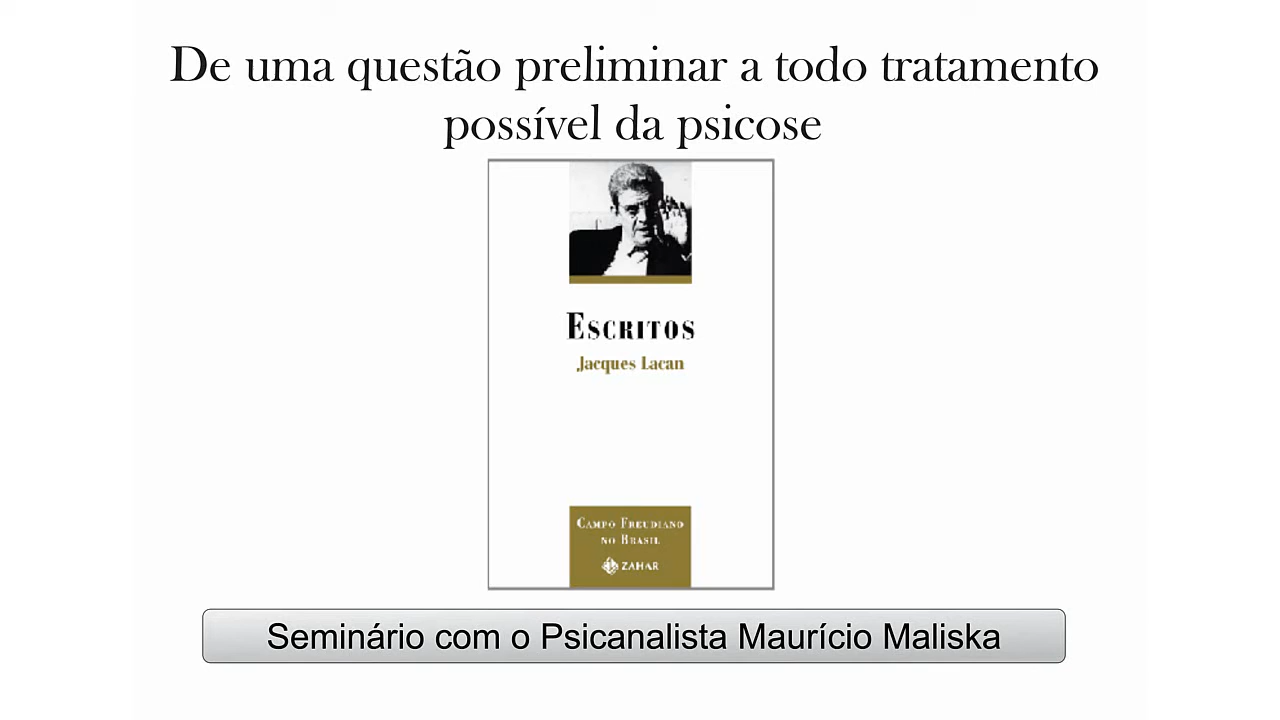 De uma questão preliminar a todo tratamento
possível da psicose
ESCRITOS
Jacques Lacan
CAMPO FREUDIANO
NO BRASIL
ZAHAR
Seminário com o Psicanalista Maurício Maliska